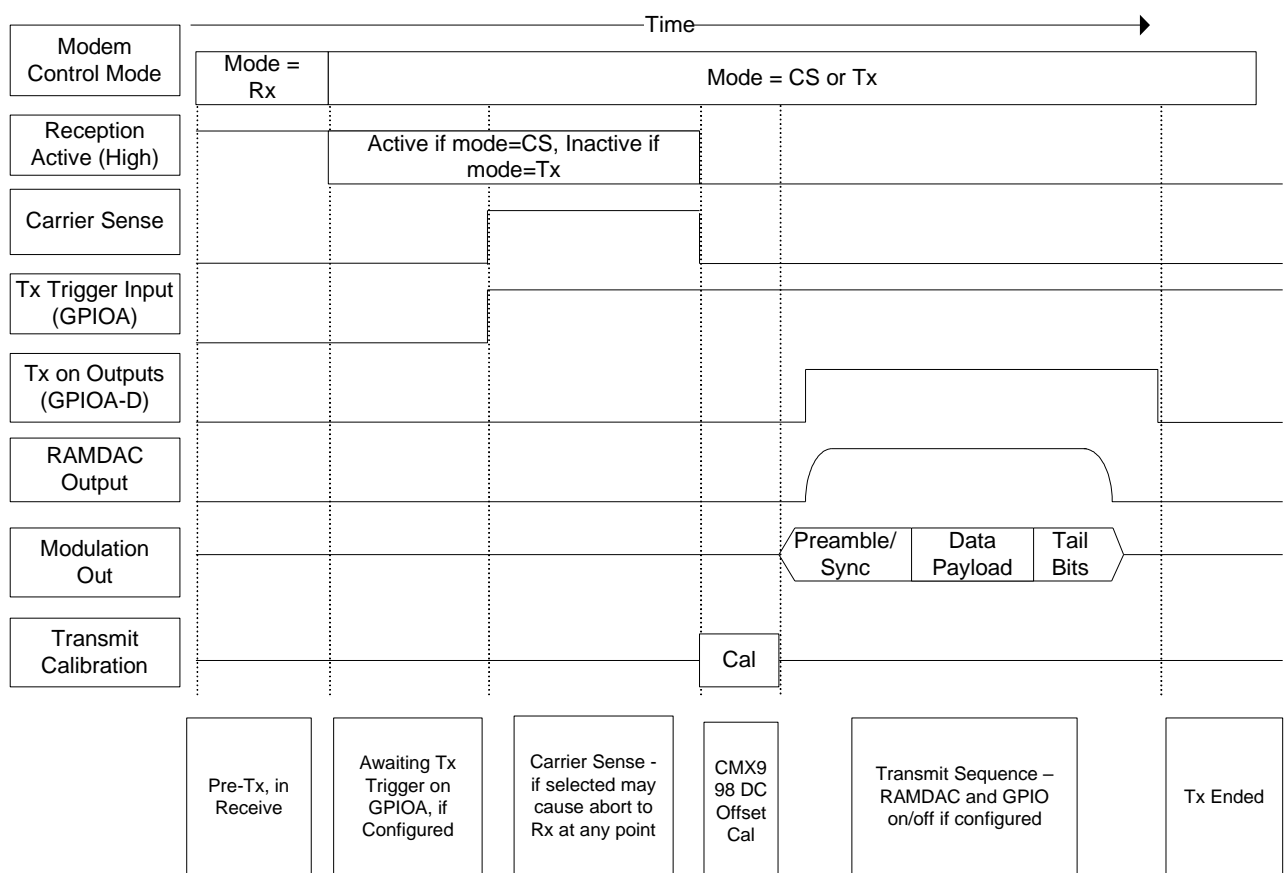 Time
Modem
Control Mode
Mode =
Rx
Mode = CS or Tx
Reception
Active (High)
Active if mode=CS, Inactive if
mode=Tx
Carrier Sense
Tx Trigger Input
(GPIOA)
Tx on Outputs
(GPIOA-D)
RAMDAC
Output
Modulation
Out
Preamble/
Sync
Data
Payload
Tail
Bits
Transmit
Calibration
Cal
Pre-Tx, in
Receive
Awaiting Tx
Trigger on
GPIOA, if
Configured
Carrier Sense -
if selected may
cause abort to
Rx at any point
CMX9
98 DC
Offset
Cal
Transmit Sequence –
RAMDAC and GPIO
on/off if configured
Tx Ended